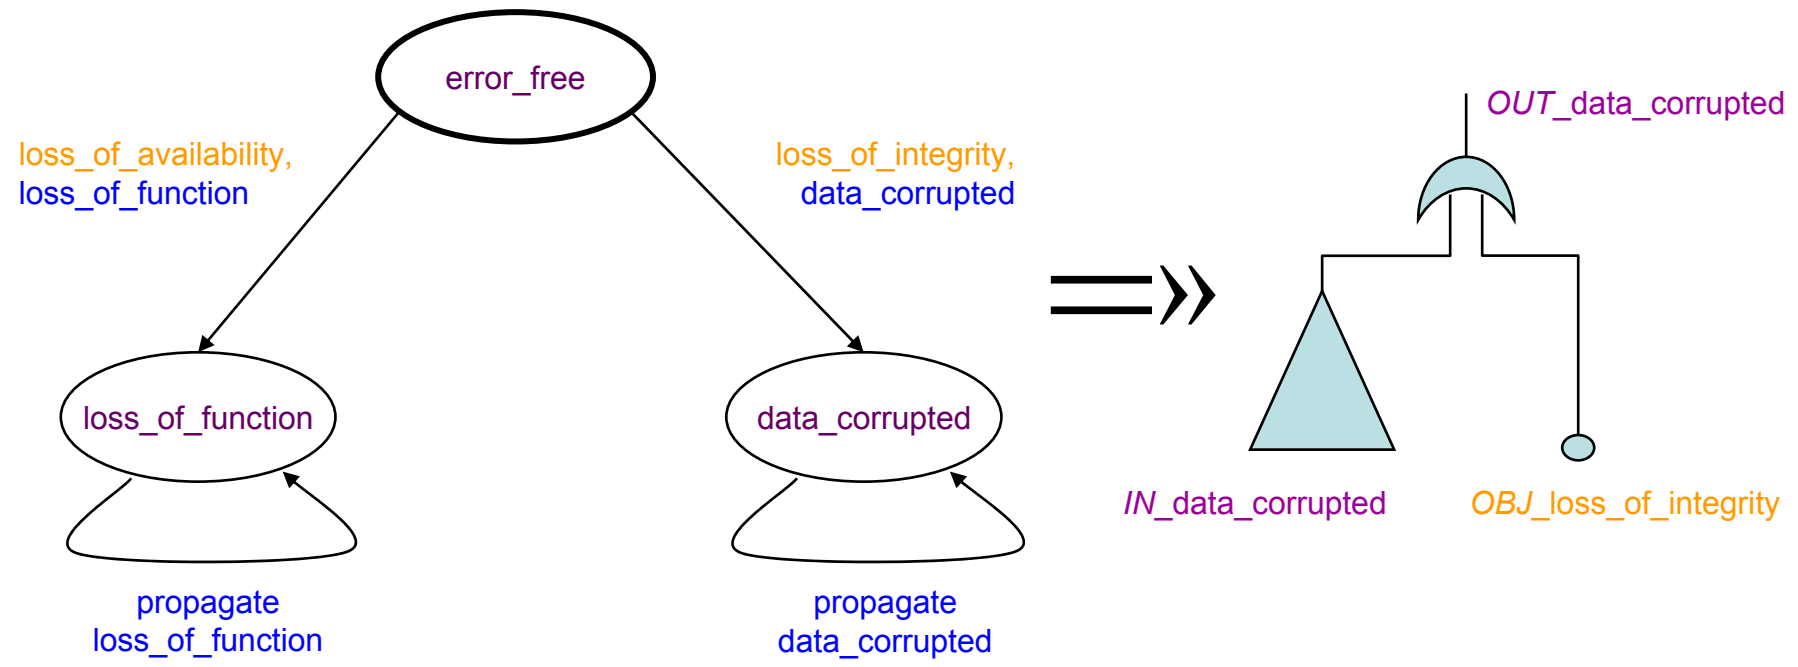 error_free
loss_of_availability,
loss_of_function
loss_of_integrity,
data_corrupted
loss_of_function
data_corrupted
propagate
loss_of_function
propagate
data_corrupted
OUT_data_corrupted
IN_data_corrupted
OBJ_loss_of_integrity